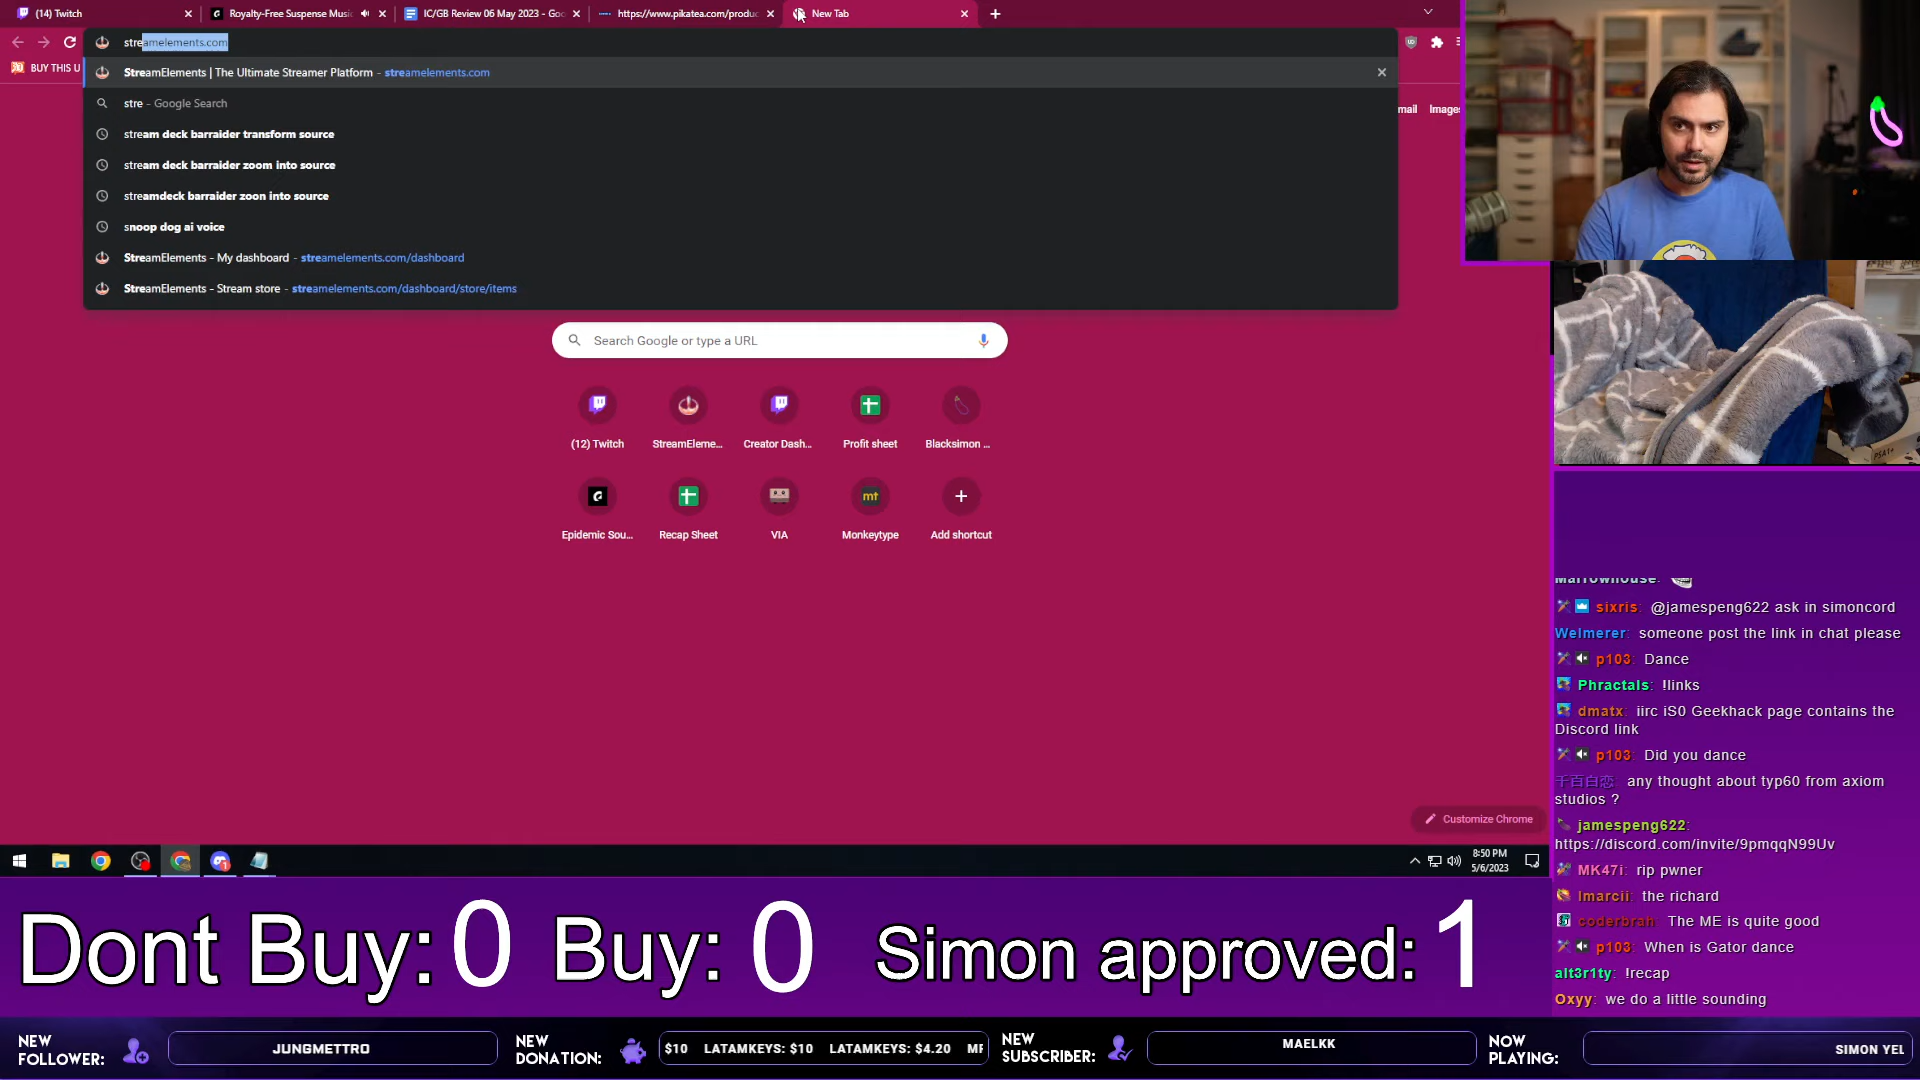 (14) Twitch
Royalty-Free Suspense Music
IC/GB Review 06 May 2023 - Goo
https://www.pikatea.com/produc
New Tab
streamelements.com
BUY THIS U
StreamElements | The Ultimate Streamer Platform - streamelements.com
stre - Google Search
stream deck barraider transform source
stream deck barraider zoom into source
streamdeck barraider zoon into source
snoop dog ai voice
StreamElements - My dashboard - streamelements.com/dashboard
StreamElements - Stream store - streamelements.com/dashboard/store/items
mail Images
Search Google or type a URL
(12) Twitch
StreamEleme...
Creator Dash...
Profit sheet
Blacksimon ...
mt
Epidemic Sou...
Recap Sheet
VIA
Monkeytype
Add shortcut
Customize Chrome
8:50 PM
5/6/2023
Marrowhouse:
sixris: @jamespeng622 ask in simoncord
Welmerer: someone post the link in chat please
p103: Dance
Phractals: !links
dmatx: iirc iS0 Geekhack page contains the
Discord link
p103: Did you dance
千百白恋: any thought about typ60 from axiom
studios ?
jamespeng622:
https://discord.com/invite/9pmqqN99Uv
MK47i: rip pwner
lmarcii: the richard
coderbrah: The ME is quite good
p103: When is Gator dance
alt3r1ty: !recap
Oxyy: we do a little sounding
Dont Buy: 0 Buy: 0 Simon approved: 1
NEW
FOLLOWER:
JUNGMETTRO
NEW
DONATION:
$10 LATAMKEYS: $10 LATAMKEYS: $4.20
NEW
SUBSCRIBER:
MAELKK
NOW
PLAYING:
SIMON YEL